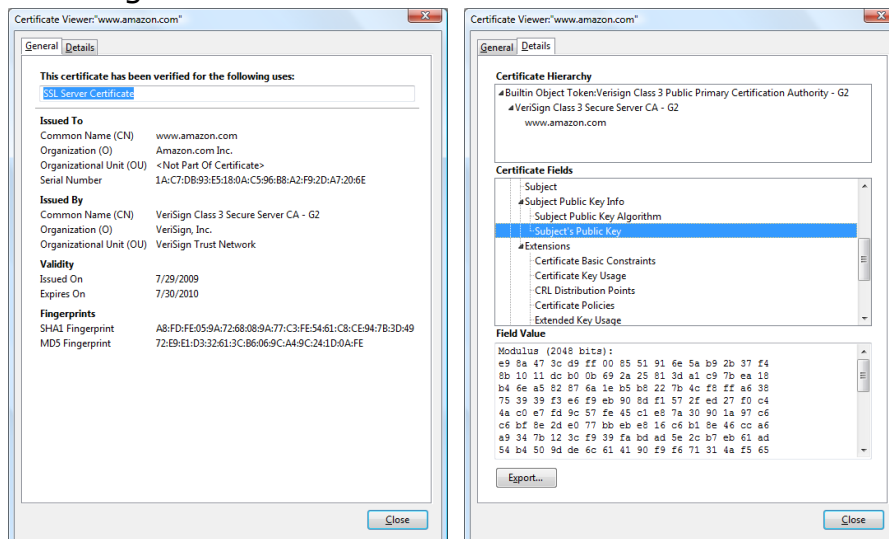 Certificate Viewer:"www.amazon.com"
General Details
This certificate has been verified for the following uses:
SSL Server Certificate
Issued To
Common Name (CN) www.amazon.com
Organization (O) Amazon.com Inc.
Organizational Unit (OU) <Not Part Of Certificate>
Serial Number 1A:C7:DB:93:E5:18:0A:C5:96:B8:A2:F9:2D:A7:20:6E
Issued By
Common Name (CN) VeriSign Class 3 Secure Server CA - G2
Organization (O) VeriSign, Inc.
Organizational Unit (OU) VeriSign Trust Network
Validity
Issued On 7/29/2009
Expires On 7/30/2010
Fingerprints
SHA1 Fingerprint A8:FD:FE:05:9A:72:68:08:9A:77:C3:FE:54:61:C8:CE:94:7B:3D:49
MD5 Fingerprint 72:E9:E1:D3:32:61:3C:B6:06:9C:A4:9C:24:1D:0A:FE
Close
Certificate Viewer:"www.amazon.com"
General Details
Certificate Hierarchy
Builtin Object Token:Verisign Class 3 Public Primary Certification Authority - G2
VeriSign Class 3 Secure Server CA - G2
www.amazon.com
Certificate Fields
Subject
Subject Public Key Info
Subject Public Key Algorithm
Subject's Public Key
Extensions
Certificate Basic Constraints
Certificate Key Usage
CRL Distribution Points
Certificate Policies
Extended Key Usage
Field Value
Modulus (2048 bits):
e9 8a 47 3c d9 ff 00 85 51 91 6e 5a b9 2b 37 f4
8b 10 11 dc b0 0b 69 2a 25 81 3d a1 c9 7b ea 18
b4 6e a5 82 87 6a 1e b5 b8 22 7b 4c f8 ff a6 38
75 39 39 f3 e6 f9 eb 90 8d f1 57 2f ed 27 f0 c4
4a c0 e7 fd 9c 57 fe 45 c1 e8 7a 30 90 1a 97 c6
c6 bf 8e 2d e0 77 bb eb e8 16 c6 b1 8e 46 cc a6
a9 34 7b 12 3c f9 39 fa bd ad 5e 2c b7 eb 61 ad
54 b4 50 9d de 6c 61 41 90 f9 f6 71 31 4a f5 65
Export...
Close